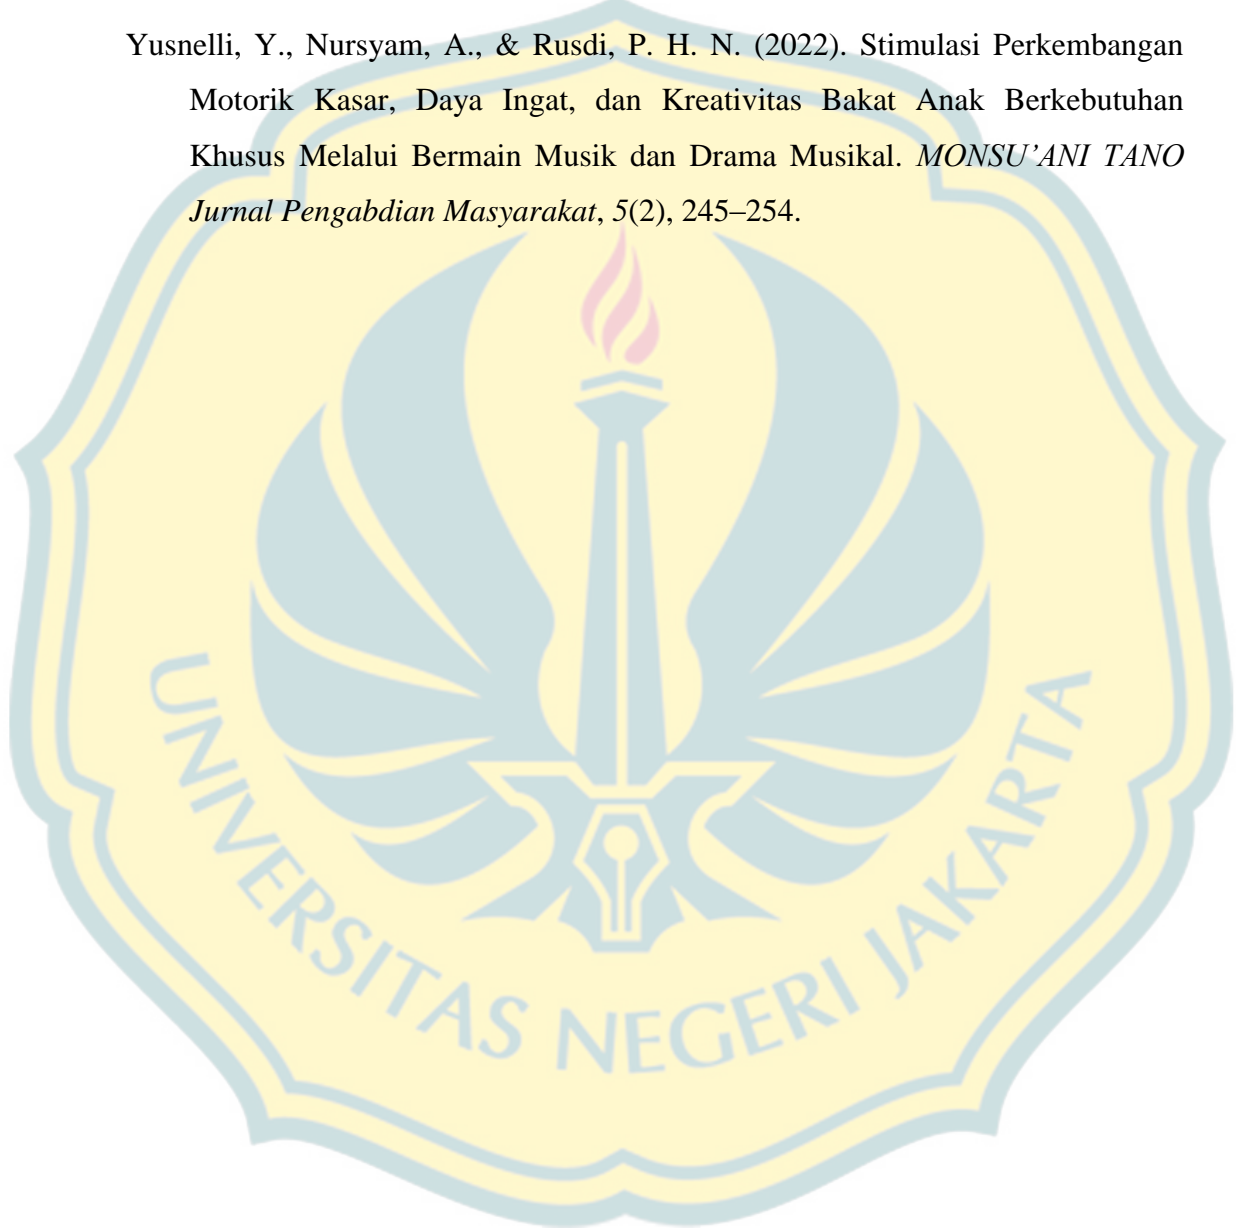 Yusnelli, Y., Nursyam, A., & Rusdi, P. H. N. (2022). Stimulasi Perkembangan
Motorik Kasar, Daya Ingat, dan Kreativitas Bakat Anak Berkebutuhan
Khusus Melalui Bermain Musik dan Drama Musikal. MONSU’ANI TANO
Jurnal Pengabdian Masyarakat, 5(2), 245–254.
UNIVERSITAS NEGERI JAKARTA